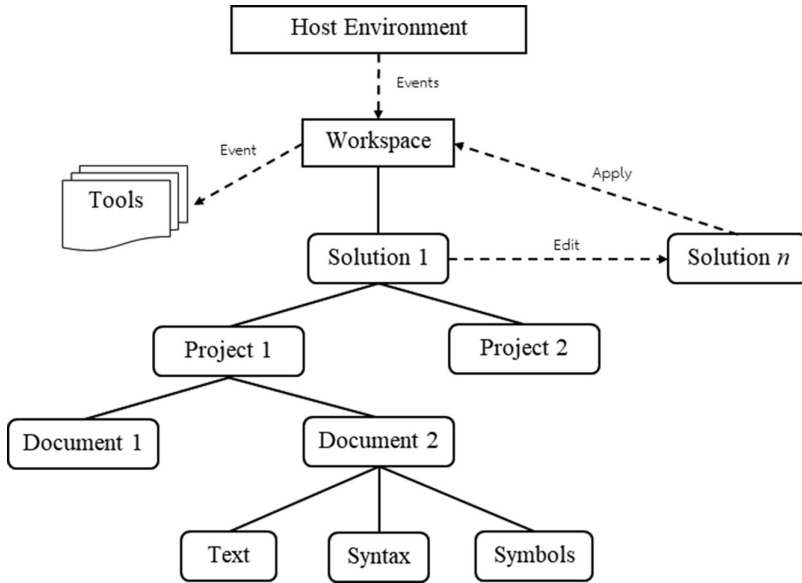 Host Environment
Events
Workspace
Event
Apply
Tools
Solution 1
Edit
Solution n
Project 1
Project 2
Document 1
Document 2
Text
Syntax
Symbols